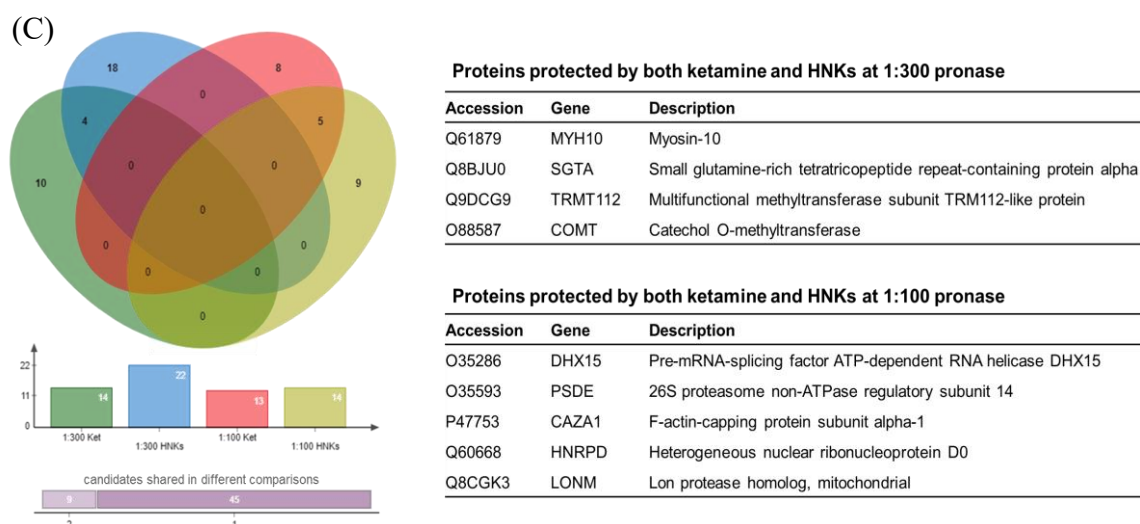 (C)
18
8
0
4
5
0
0
10
9
0
0
0
0
0
0
22
11
0
14
22
13
14
1:300 Ket
1:300 HNKs
1:100 Ket
1:100 HNKs
candidates shared in different comparisons
9
45
2
1
Proteins protected by both ketamine and HNKs at 1:300 pronase
Accession Gene Description
Q61879 MYH10 Myosin-10
Q8BJU0 SGTA Small glutamine-rich tetratricopeptide repeat-containing protein alpha
Q9DCG9 TRMT112 Multifunctional methyltransferase subunit TRM112-like protein
O88587 COMT Catechol O-methyltransferase
Proteins protected by both ketamine and HNKs at 1:100 pronase
Accession Gene Description
O35286 DHX15 Pre-mRNA-splicing factor ATP-dependent RNA helicase DHX15
O35593 PSDE 26S proteasome non-ATPase regulatory subunit 14
P47753 CAZA1 F-actin-capping protein subunit alpha-1
Q60668 HNRPD Heterogeneous nuclear ribonucleoprotein D0
Q8CGK3 LONM Lon protease homolog, mitochondrial